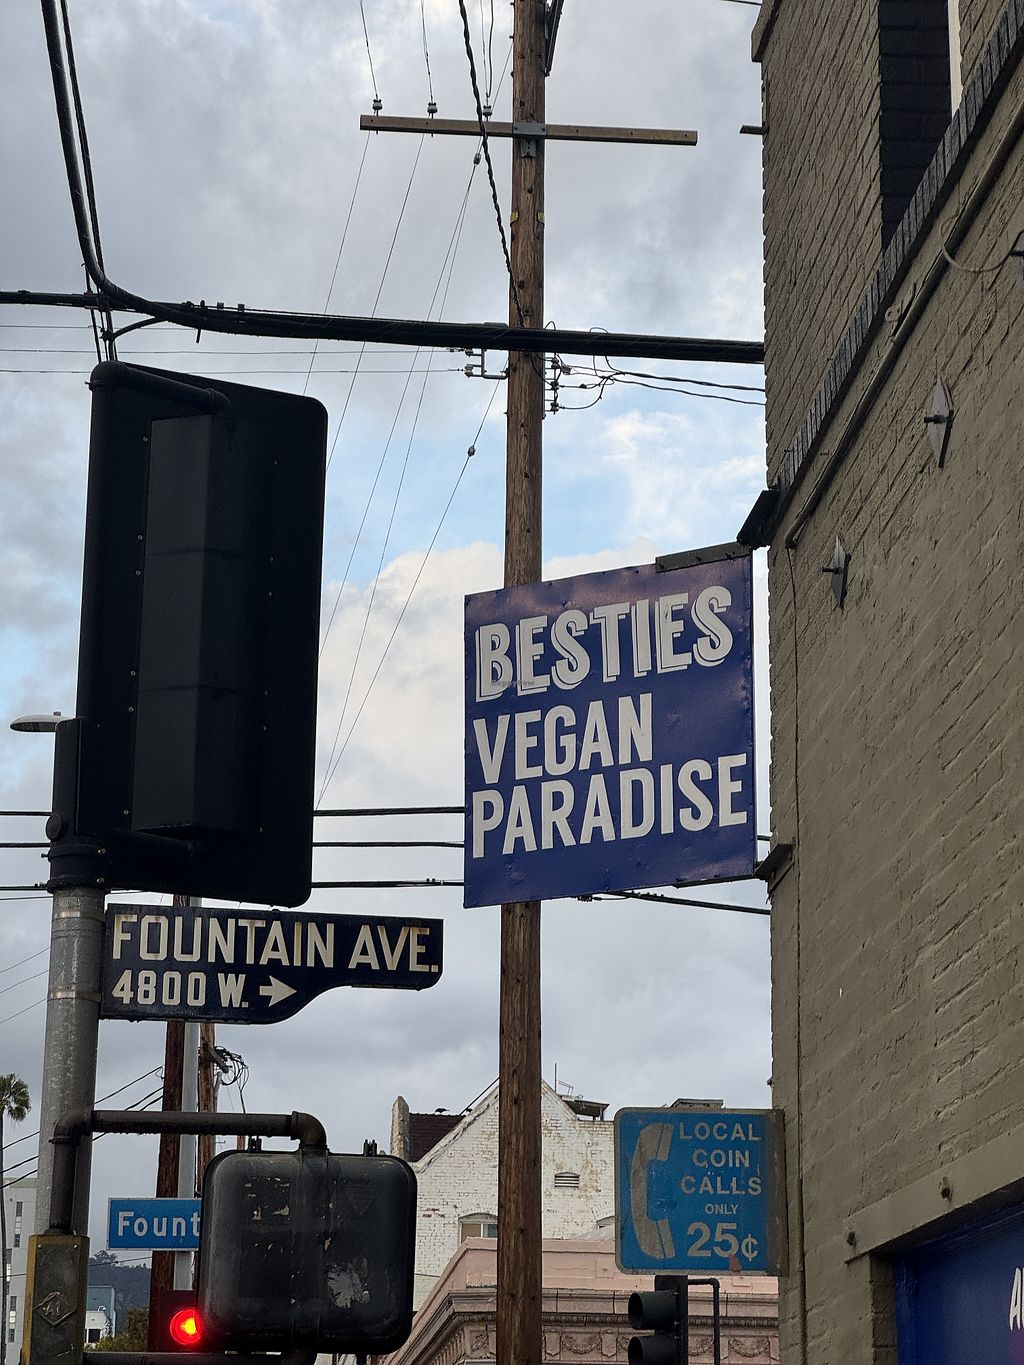 BESTIES
VEGAN
PARADISE
FOUNTAIN AVE.
4800 W. →
LOCAL
COIN
CALLS
ONLY
25¢
Fount